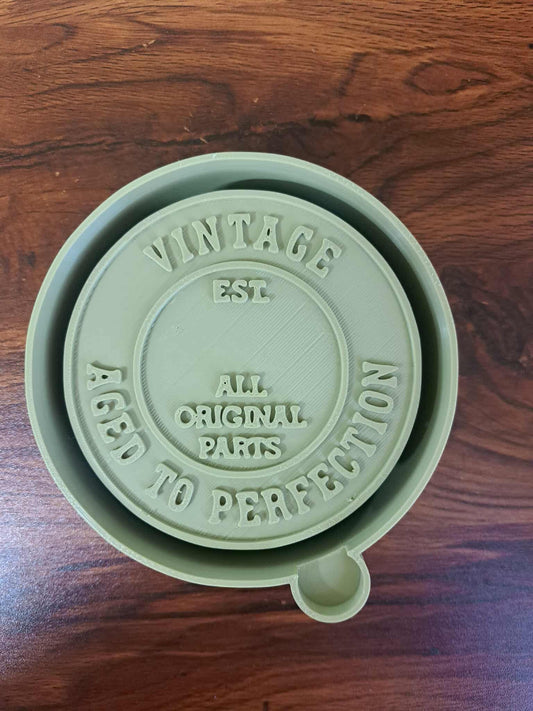 VINTAGE
EST.
ALL
ORIGINAL
PARTS
AGED TO PERFECTION